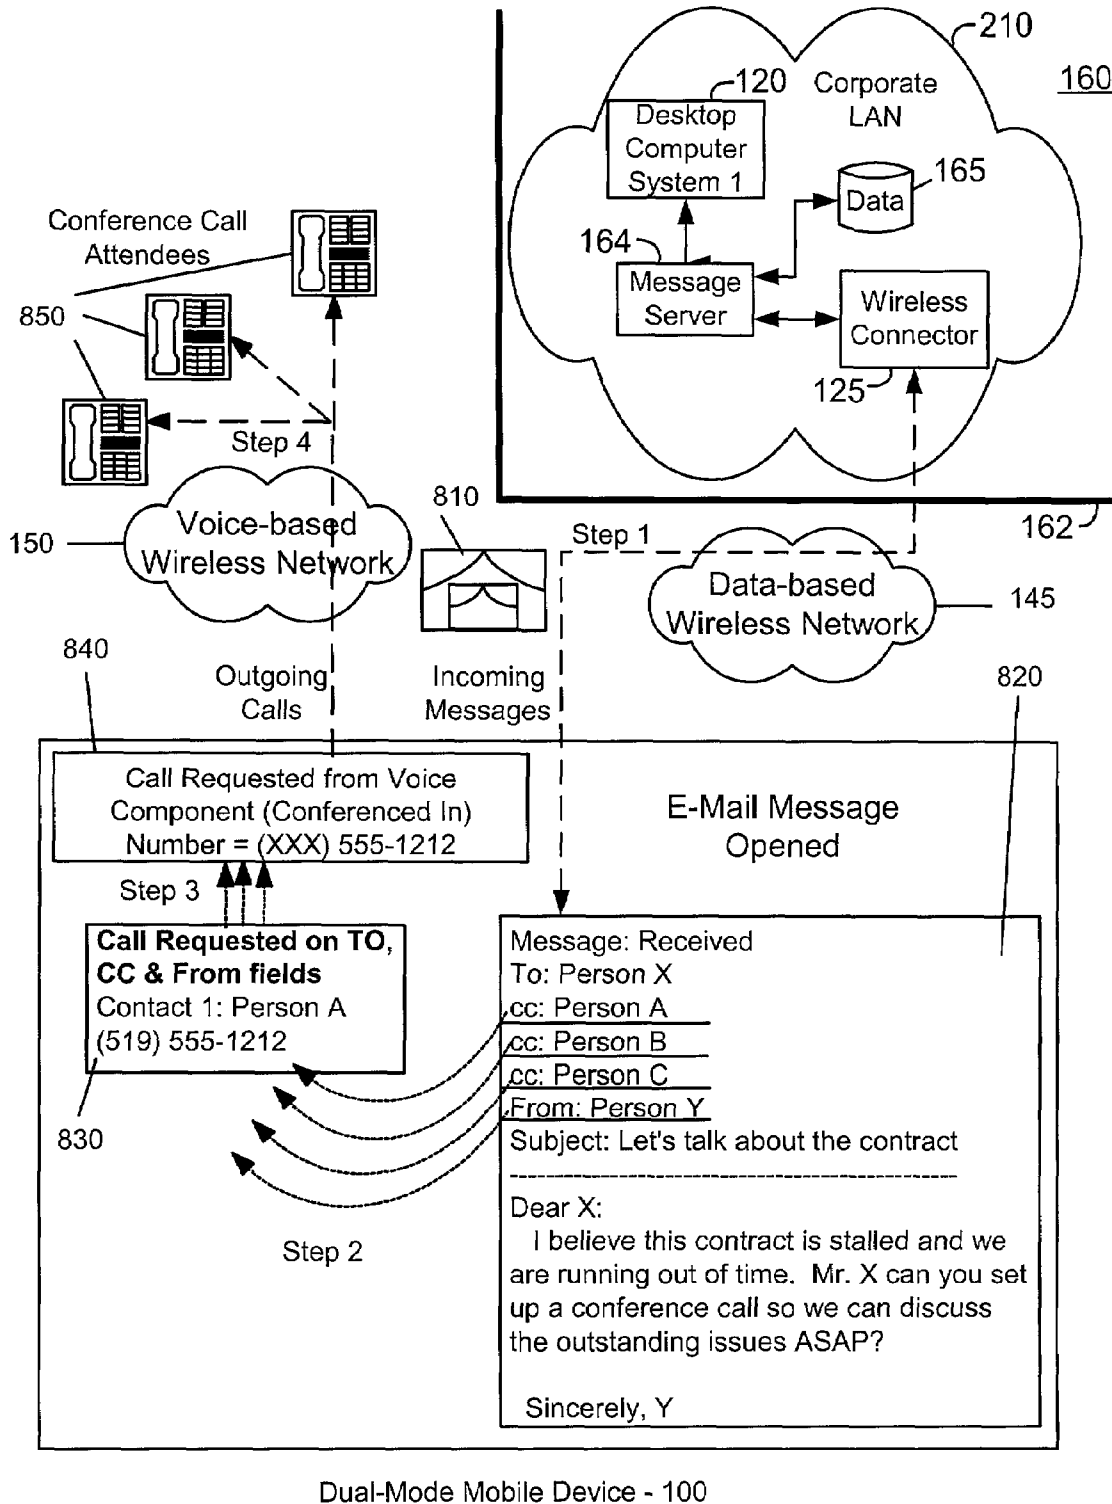 210
160
120
Corporate
LAN
Desktop
Computer
System 1
165
Data
164
Message
Server
Wireless
Connector
125
162
Conference Call
Attendees
850
Step 4
Voice-based
Wireless Network
150
810
Step 1
Data-based
Wireless Network
145
840
Outgoing
Calls
Incoming
Messages
820
Call Requested from Voice
Component (Conferenced In)
Number = (XXX) 555-1212
E-Mail Message
Opened
Step 3
Call Requested on TO,
CC & From fields
Contact 1: Person A
(519) 555-1212
830
Step 2
Message: Received
To: Person X
cc: Person A
cc: Person B
cc: Person C
From: Person Y
Subject: Let's talk about the contract
Dear X:
I believe this contract is stalled and we
are running out of time. Mr. X can you set
up a conference call so we can discuss
the outstanding issues ASAP?
Sincerely, Y
Dual-Mode Mobile Device - 100